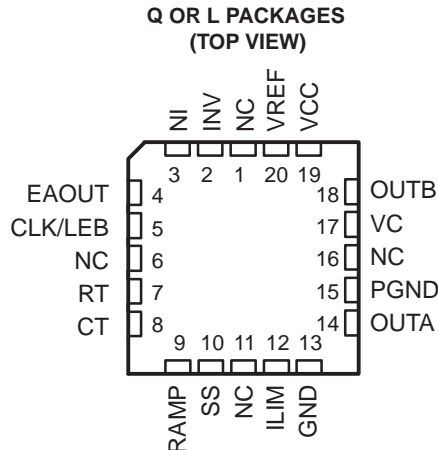 Q OR L PACKAGES
(TOP VIEW)
NI INV NC VREF VCC
3 2 1 20 19
EAOUT 4
CLK/LEB 5
NC 6
RT 7
CT 8
18 OUTB
17 VC
16 NC
15 PGND
14 OUTA
9 10 11 12 13
RAMP SS NC ILIM GND